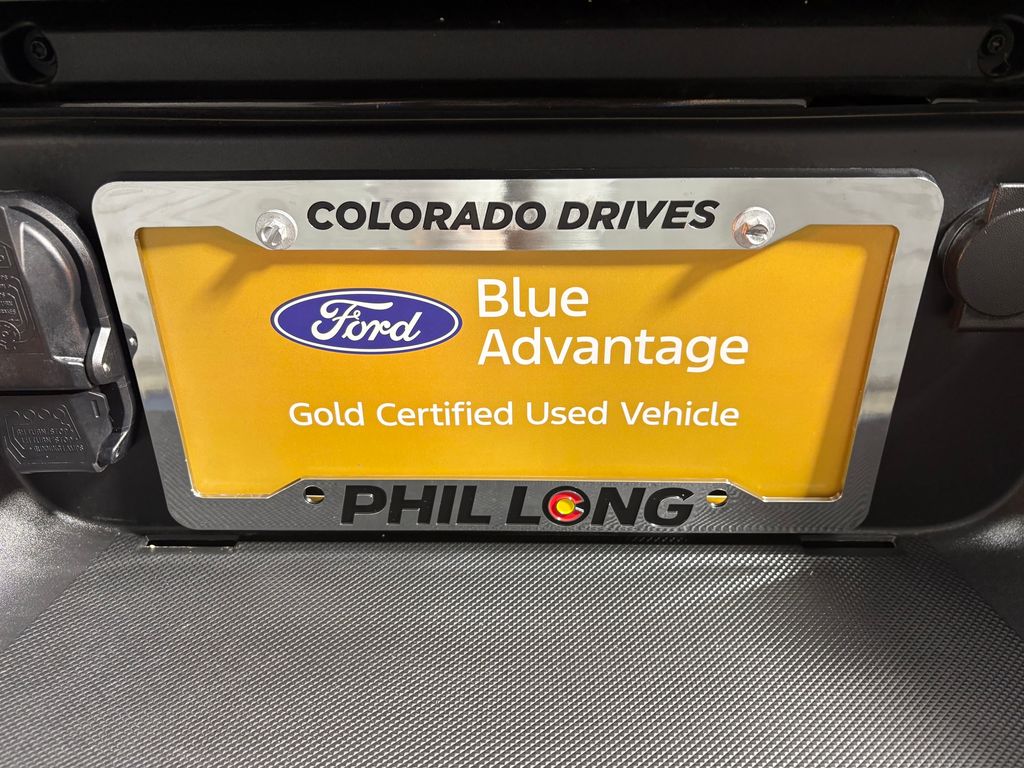 COLORADO DRIVES
Ford
Blue
Advantage
Gold Certified Used Vehicle
PHIL LONG